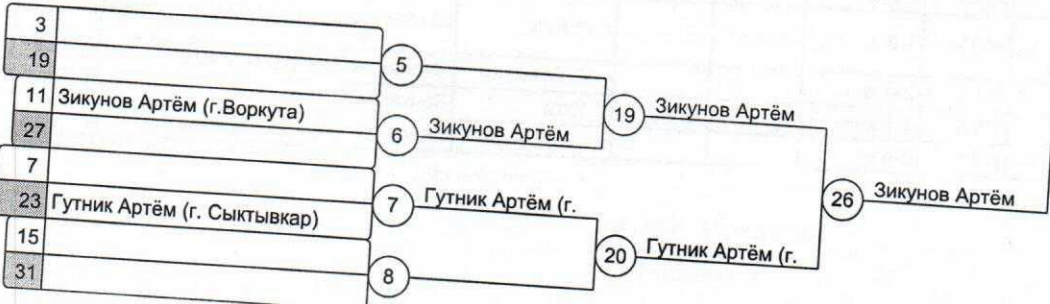 3
19
5
11 Зикунов Артём (г.Воркута)
19 Зикунов Артём
27
6 Зикунов Артём
7
26 Зикунов Артём
23 Гутник Артём (г. Сыктывкар)
7 Гутник Артём (г.
15
20 Гутник Артём (г.
31
8